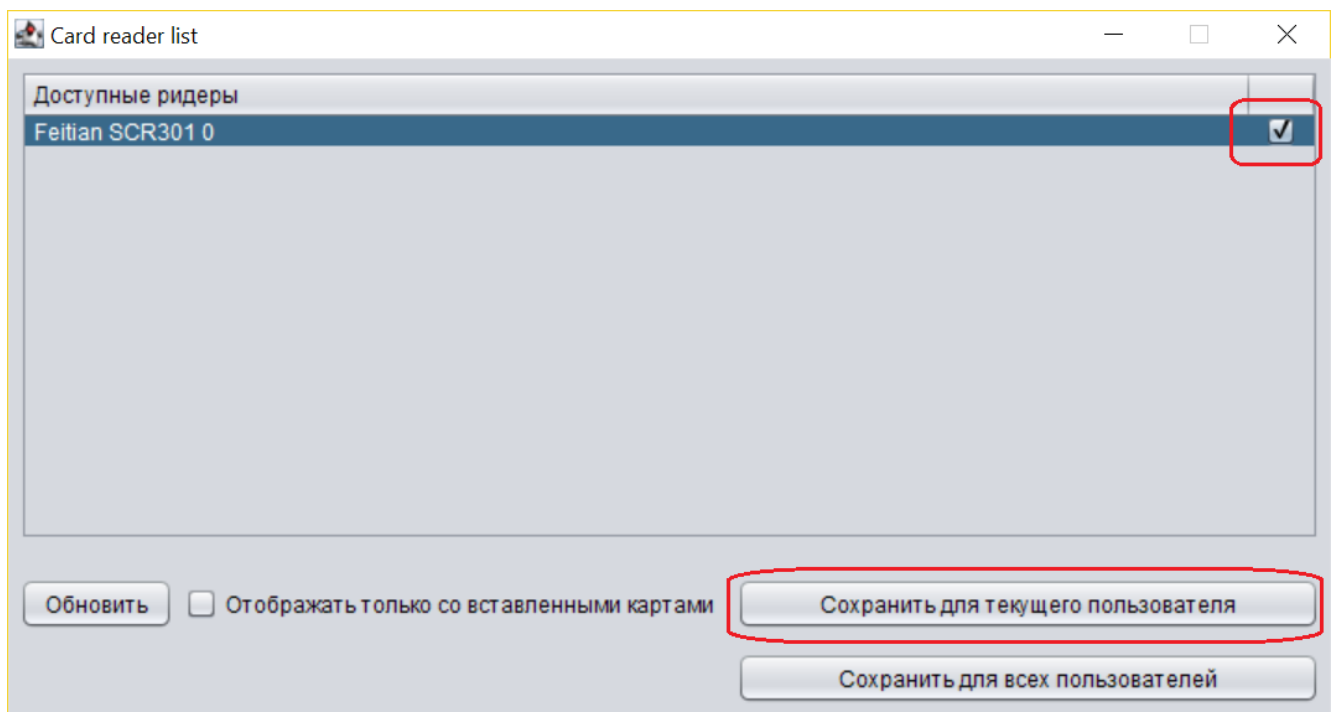 Card reader list
Доступные ридеры
Feitian SCR301 0
Обновить
Отображать только со вставленными картами
Сохранить для текущего пользователя
Сохранить для всех пользователей